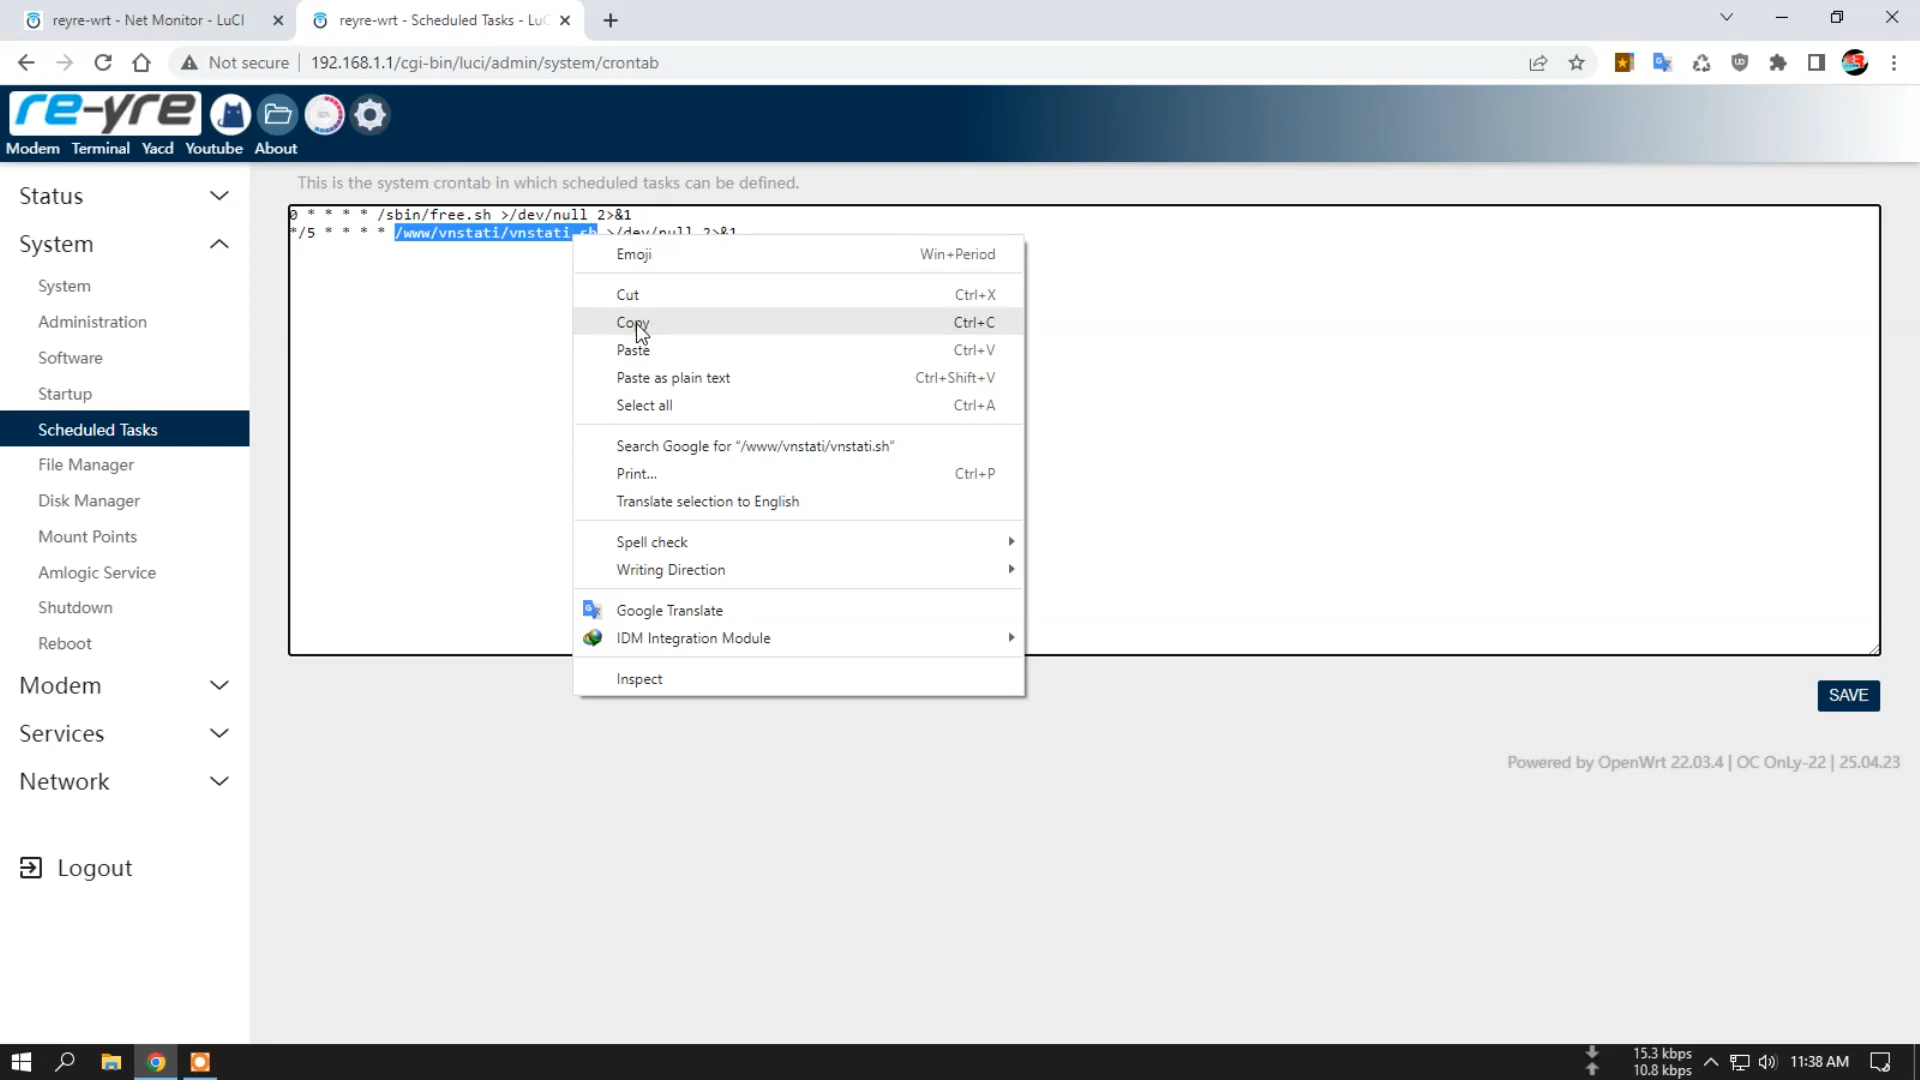 reyre-wrt - Net Monitor - LuCI
reyre-wrt - Scheduled Tasks - LuC
Not secure
192.168.1.1/cgi-bin/luci/admin/system/crontab
re-yre
Modem Terminal Yacd Youtube About
Status
System
System
Administration
Software
Startup
Scheduled Tasks
File Manager
Disk Manager
Mount Points
Amlogic Service
Shutdown
Reboot
Modem
Services
Network
Logout
This is the system crontab in which scheduled tasks can be defined.
0 * * * * /sbin/free.sh >/dev/null 2>&1
*/5 * * * * /www/vnstati/vnstati.sh >/dev/null 2>&1
Emoji Win+Period
Cut Ctrl+X
Copy Ctrl+C
Paste Ctrl+V
Paste as plain text Ctrl+Shift+V
Select all Ctrl+A
Search Google for "/www/vnstati/vnstati.sh"
Print... Ctrl+P
Translate selection to English
Spell check
Writing Direction
Google Translate
IDM Integration Module
Inspect
SAVE
Powered by OpenWrt 22.03.4 | OC OnLy-22 | 25.04.23
15.3 kbps
10.8 kbps
11:38 AM